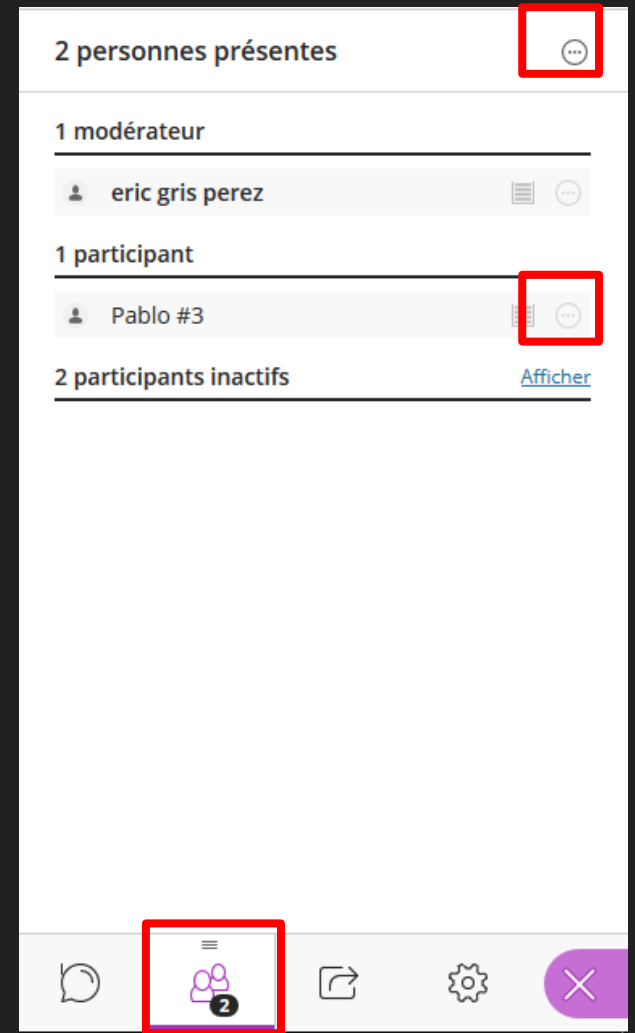 2 personnes présentes
1 modérateur
eric gris perez
1 participant
Pablo #3
2 participants inactifs Afficher
2